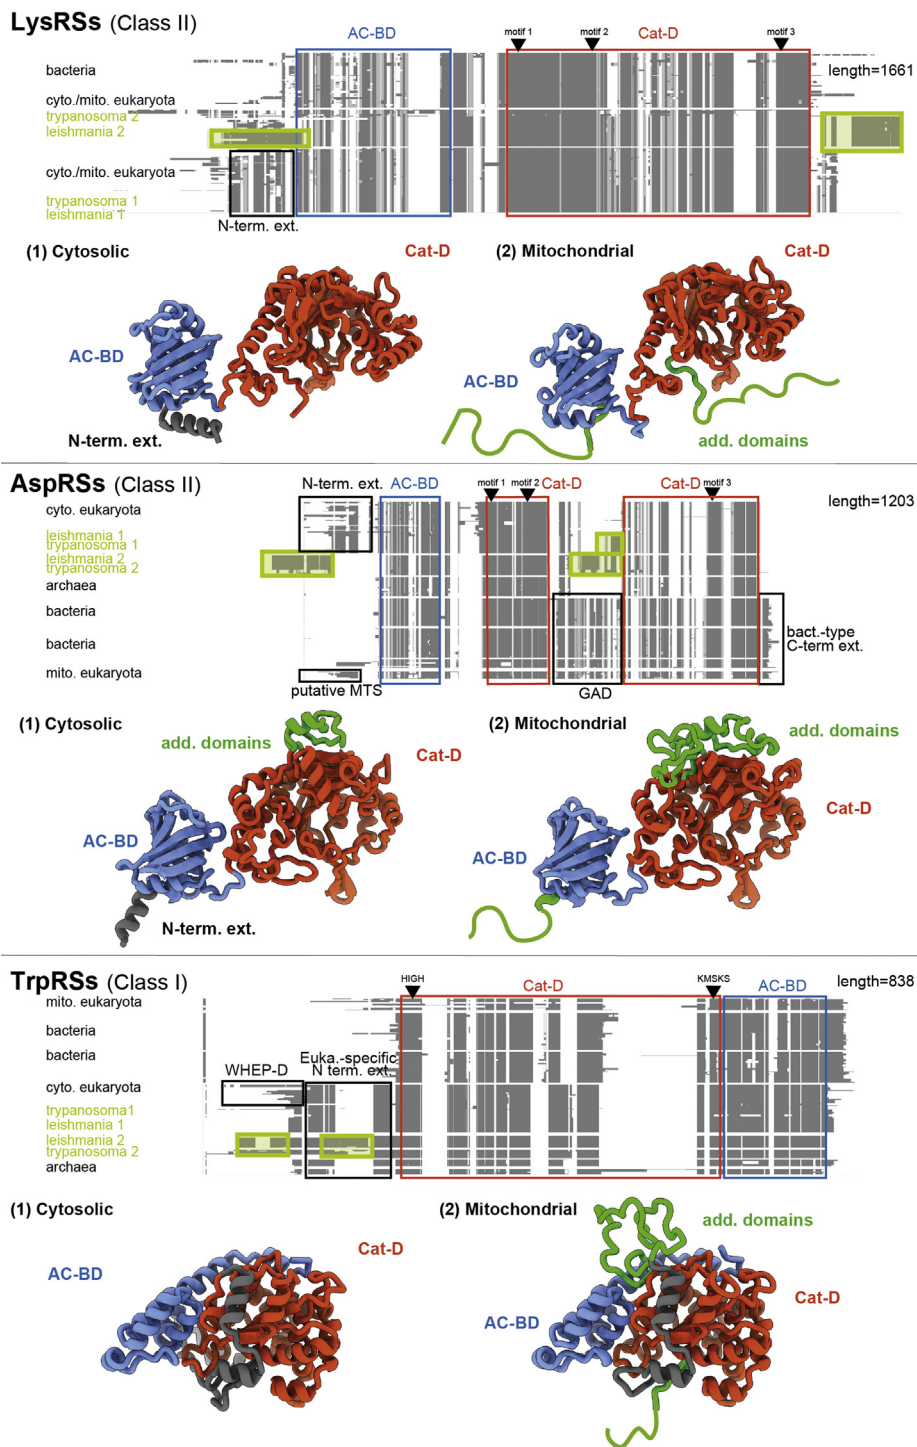 LysRSs (Class II)
AC-BD
motif 1
motif 2
Cat-D
motif 3
bacteria
length=1661
cyto./mito. eukaryota
trypanosoma 2
leishmania 2
cyto./mito. eukaryota
trypanosoma 1
leishmania 1
N-term. ext.
(1) Cytosolic
Cat-D
(2) Mitochondrial
Cat-D
AC-BD
AC-BD
N-term. ext.
add. domains
AspRSs (Class II)
N-term. ext.
AC-BD
motif 1
motif 2
Cat-D
Cat-D
motif 3
length=1203
cyto. eukaryota
leishmania 1
trypanosoma 1
leishmania 2
trypanosoma 2
archaea
bacteria
bacteria
bact.-type
C-term ext.
mito. eukaryota
putative MTS
GAD
(1) Cytosolic
(2) Mitochondrial
add. domains
add. domains
Cat-D
Cat-D
AC-BD
AC-BD
N-term. ext.
TrpRSs (Class I)
HIGH
Cat-D
KMSKS
AC-BD
length=838
mito. eukaryota
bacteria
bacteria
Euka.-specific
N term. ext.
WHEP-D
cyto. eukaryota
trypanosoma1
leishmania 1
leishmania 2
trypanosoma 2
archaea
(1) Cytosolic
(2) Mitochondrial
add. domains
Cat-D
AC-BD
Cat-D
AC-BD